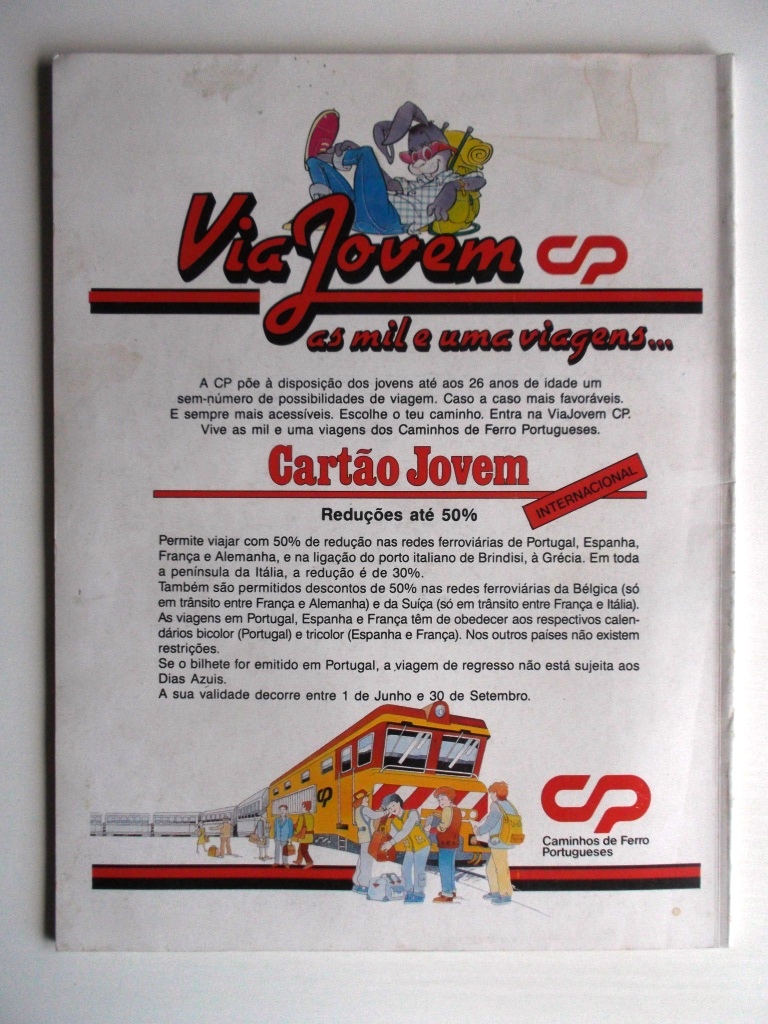 ViaJovem CP
as mil e uma viagens...
A CP põe à disposição dos jovens até aos 26 anos de idade um
sem-número de possibilidades de viagem. Caso a caso mais favoráveis.
E sempre mais acessíveis. Escolhe o teu caminho. Entra na ViaJovem CP.
Vive as mil e uma viagens dos Caminhos de Ferro Portugueses.
Cartão Jovem
INTERNACIONAL
Reduções até 50%
Permite viajar com 50% de redução nas redes ferroviárias de Portugal, Espanha,
França e Alemanha, e na ligação do porto italiano de Brindisi, à Grécia. Em toda
a península da Itália, a redução é de 30%.
Também são permitidos descontos de 50% nas redes ferroviárias da Bélgica (só
em trânsito entre França e Alemanha) e da Suíça (só em trânsito entre França e Itália).
As viagens em Portugal, Espanha e França têm de obedecer aos respectivos calen-
dários bicolor (Portugal) e tricolor (Espanha e França). Nos outros países não existem
restrições.
Se o bilhete for emitido em Portugal, a viagem de regresso não está sujeita aos
Dias Azuis.
A sua validade decorre entre 1 de Junho e 30 de Setembro.
CP
Caminhos de Ferro
Portugueses